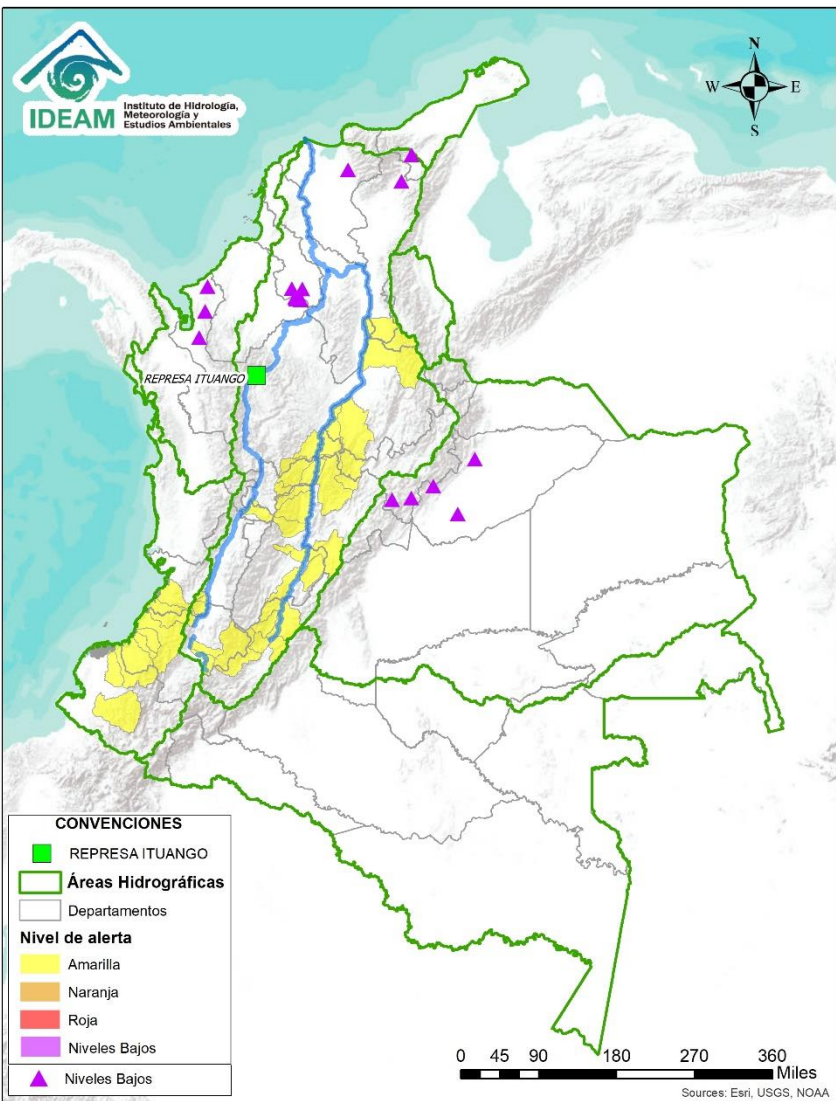 IDEAM
Instituto de Hidrología,
Meteorología y
Estudios Ambientales
N
W
E
S
REPRESA ITUANGO
CONVENCIONES
REPRESA ITUANGO
Áreas Hidrográficas
Departamentos
Nivel de alerta
Amarilla
Naranja
Roja
Niveles Bajos
Niveles Bajos
0 45 90 180 270 360
Miles
Sources: Esri, USGS, NOAA